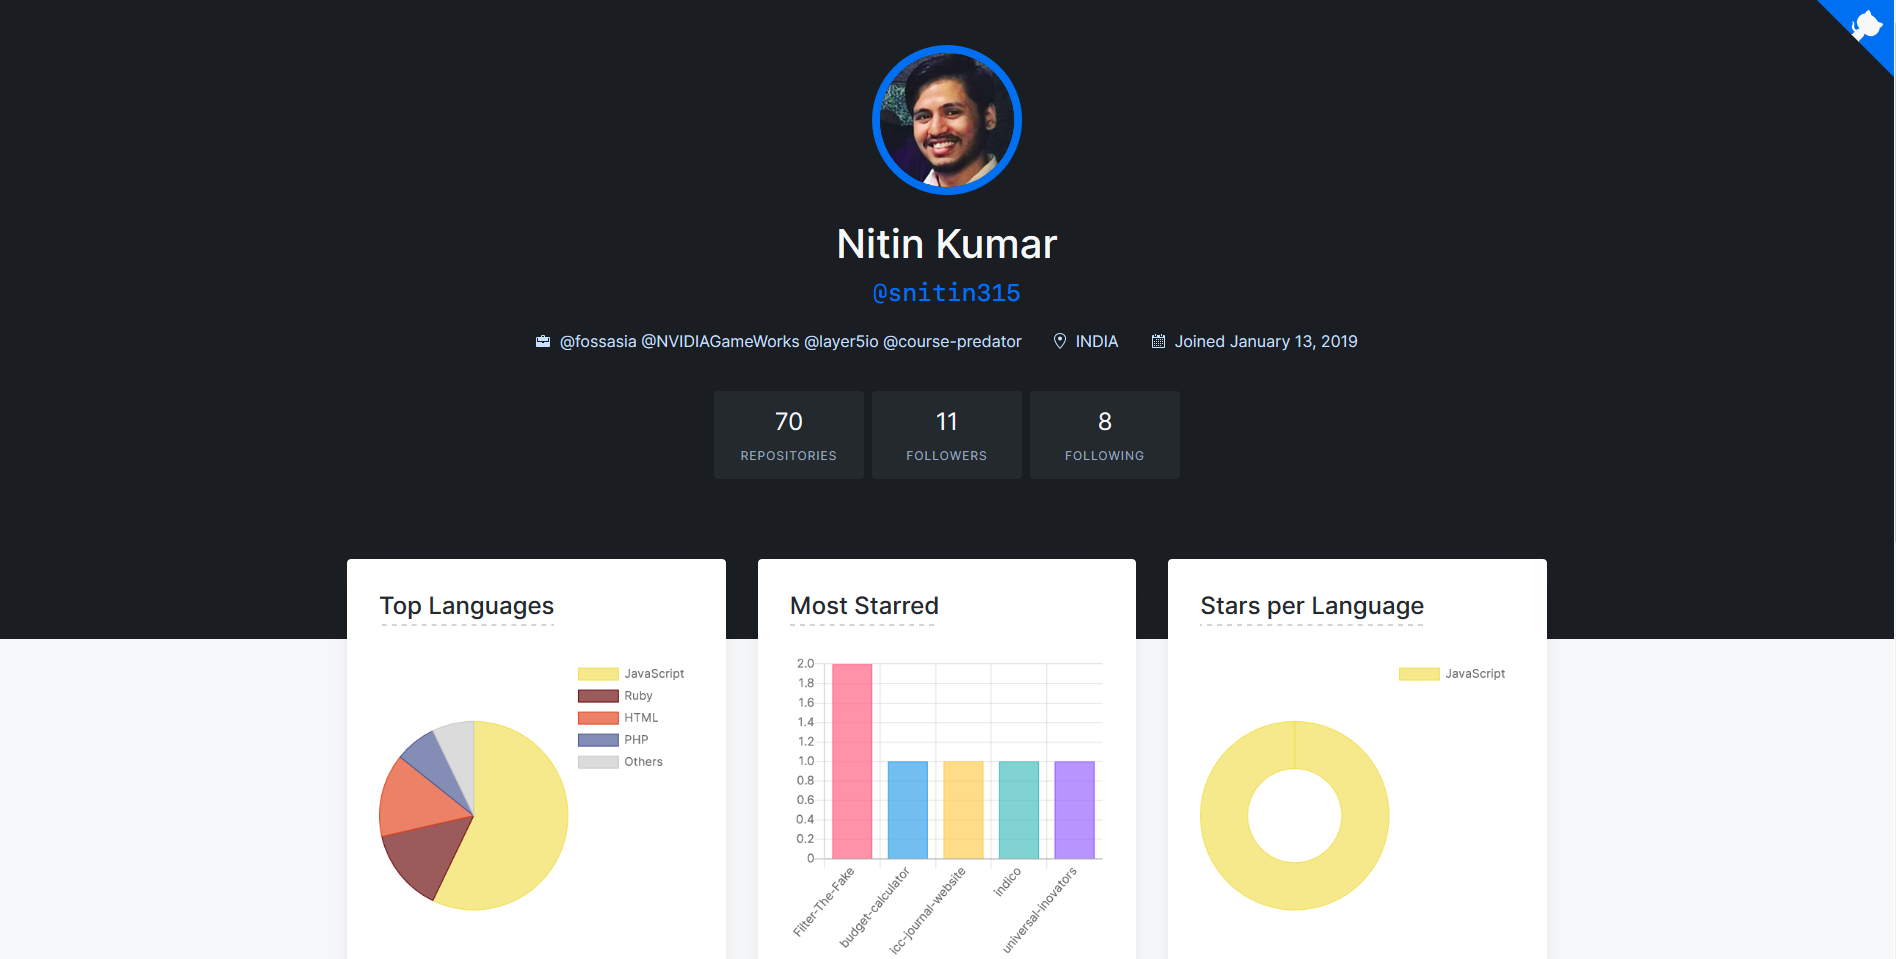 Nitin Kumar
@snitin315
@fossasia @NVIDIAGameWorks @layer5io @course-predator INDIA Joined January 13, 2019
70 11 8
REPOSITORIES FOLLOWERS FOLLOWING
Top Languages
JavaScript
Ruby
HTML
PHP
Others
Most Starred
2.0
1.8
1.6
1.4
1.2
1.0
0.8
0.6
0.4
0.2
0
Filter-The-Fake
budget-calculator
icc-journal-website
indico
universal-inovators
Stars per Language
JavaScript